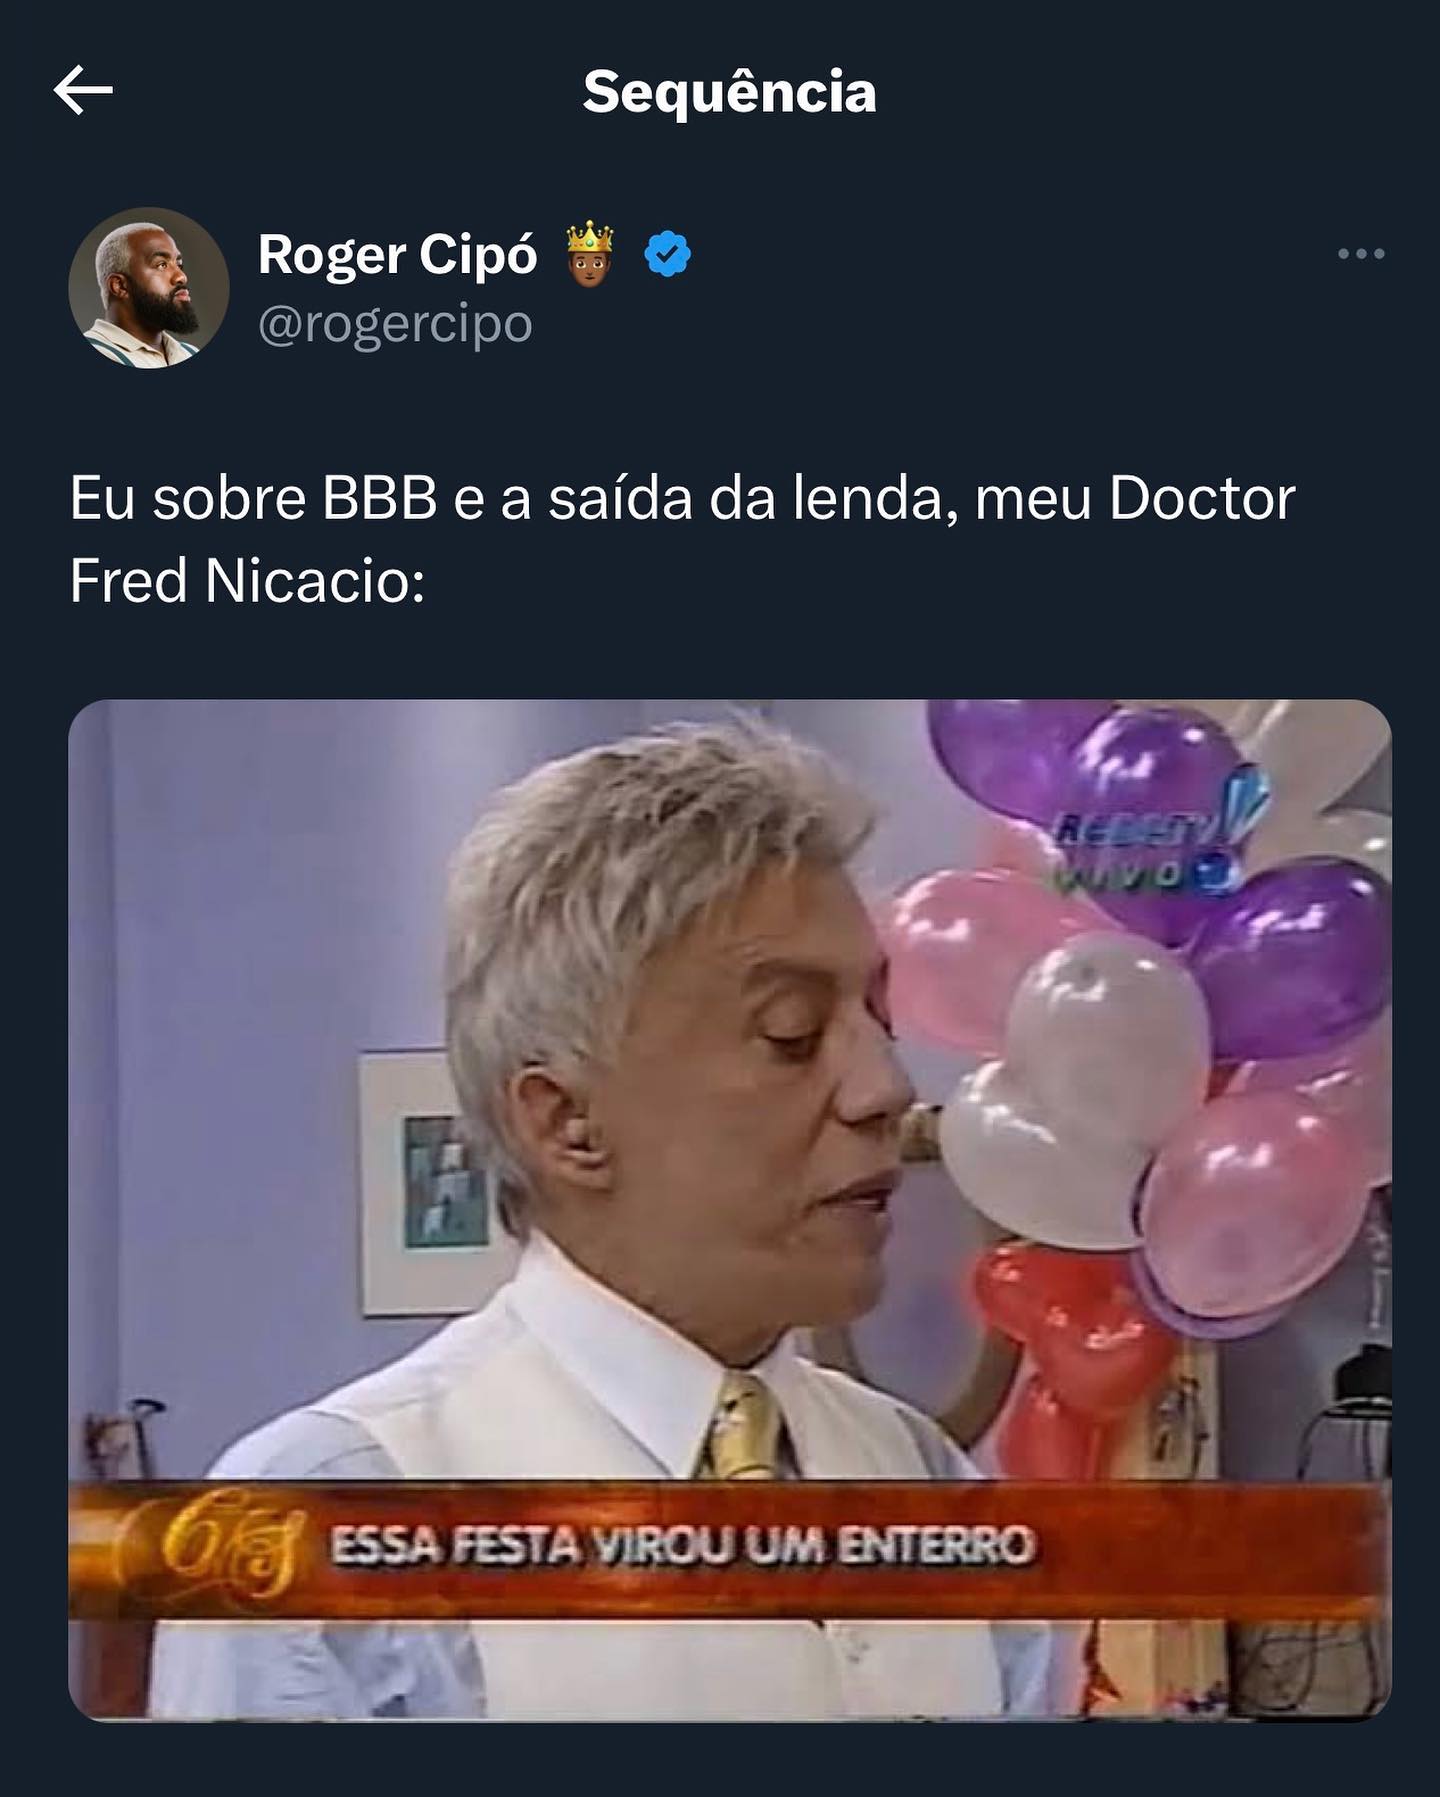 Sequência
Roger Cipó
@rogercipo
Eu sobre BBB e a saída da lenda, meu Doctor
Fred Nicacio:
REDETV
VIVO
ESSA FESTA VIROU UM ENTERRO